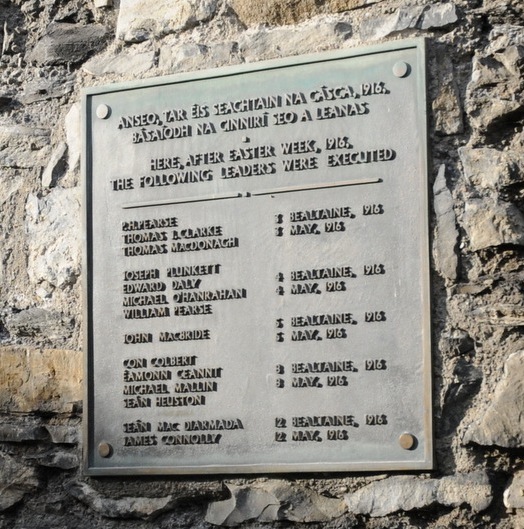 ANSEO, TAR ÉIS SEACHTAIN NA CÁSCA, 1916,
BÁSAÍODH NA CINNIRÍ SEO A LEANAS
HERE, AFTER EASTER WEEK, 1916,
THE FOLLOWING LEADERS WERE EXECUTED
P.H. PEARSE 3 BEALTAINE, 1916
THOMAS J. CLARKE 3 MAY, 1916
THOMAS MACDONAGH
JOSEPH PLUNKETT 4 BEALTAINE, 1916
EDWARD DALY 4 MAY, 1916
MICHAEL O'HANRAHAN
WILLIAM PEARSE
JOHN MACBRIDE 5 BEALTAINE, 1916
5 MAY, 1916
CON COLBERT 8 BEALTAINE, 1916
ÉAMONN CEANNT 8 MAY, 1916
MICHAEL MALLIN
SEÁN HEUSTON
SEÁN MAC DIARMADA 12 BEALTAINE, 1916
JAMES CONNOLLY 12 MAY, 1916